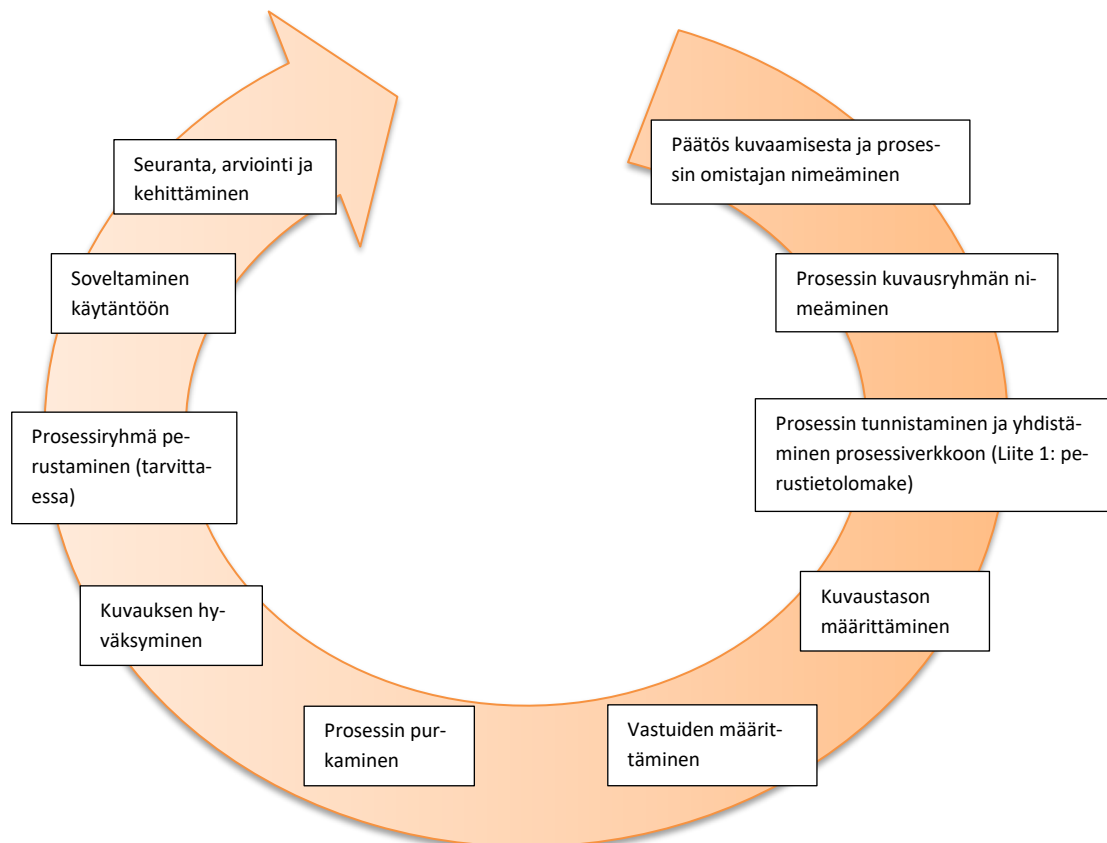 Päätös kuvaamisesta ja proses-
sin omistajan nimeäminen
Prosessin kuvausryhmän ni-
meäminen
Prosessin tunnistaminen ja yhdistä-
minen prosessiverkkoon (Liite 1: pe-
rustietolomake)
Kuvaustason
määrittäminen
Vastuiden määrit-
täminen
Prosessin pur-
kaminen
Kuvauksen hy-
väksyminen
Prosessiryhmä pe-
rustaminen (tarvitta-
essa)
Soveltaminen
käytäntöön
Seuranta, arviointi ja
kehittäminen